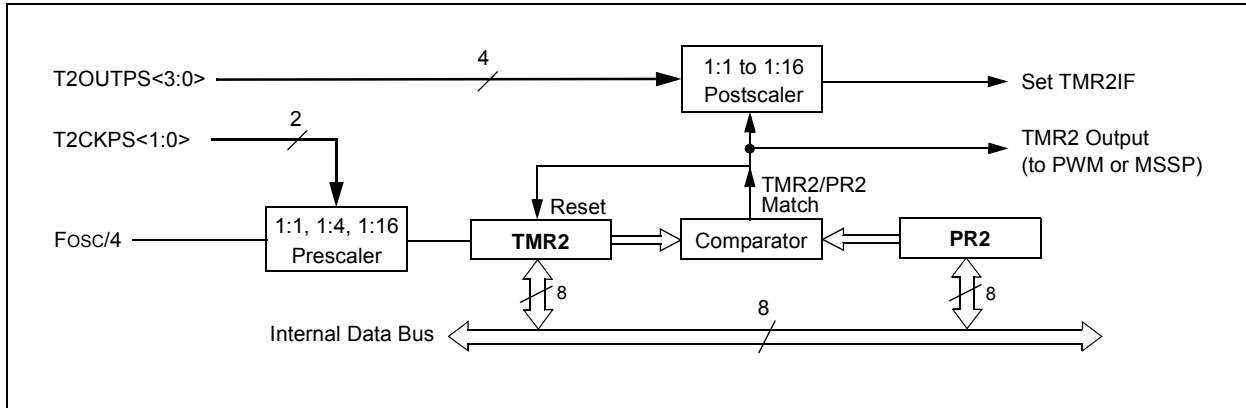 T2OUTPS<3:0>
4
1:1 to 1:16
Postscaler
Set TMR2IF
T2CKPS<1:0>
2
TMR2 Output
(to PWM or MSSP)
TMR2/PR2
Match
Reset
FOSC/4
1:1, 1:4, 1:16
Prescaler
TMR2
Comparator
PR2
8
8
Internal Data Bus
8